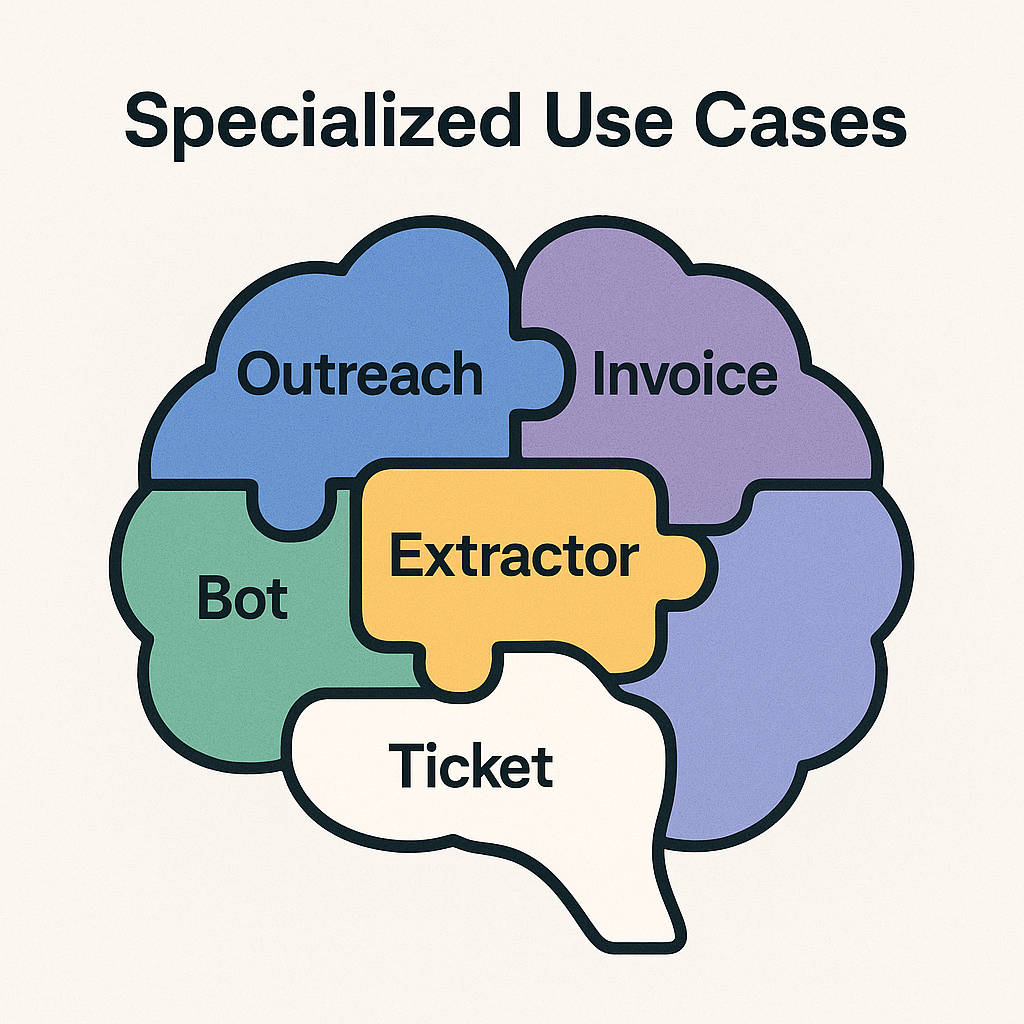 Specialized Use Cases
Outreach
Invoice
Extractor
Bot
Ticket